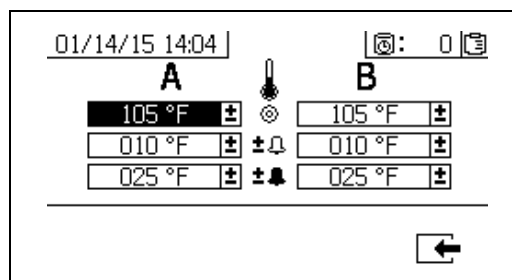 01/14/15 14:04 : 0
A B
105 °F ± 105 °F ±
010 °F ± ± 010 °F ±
025 °F ± ± 025 °F ±